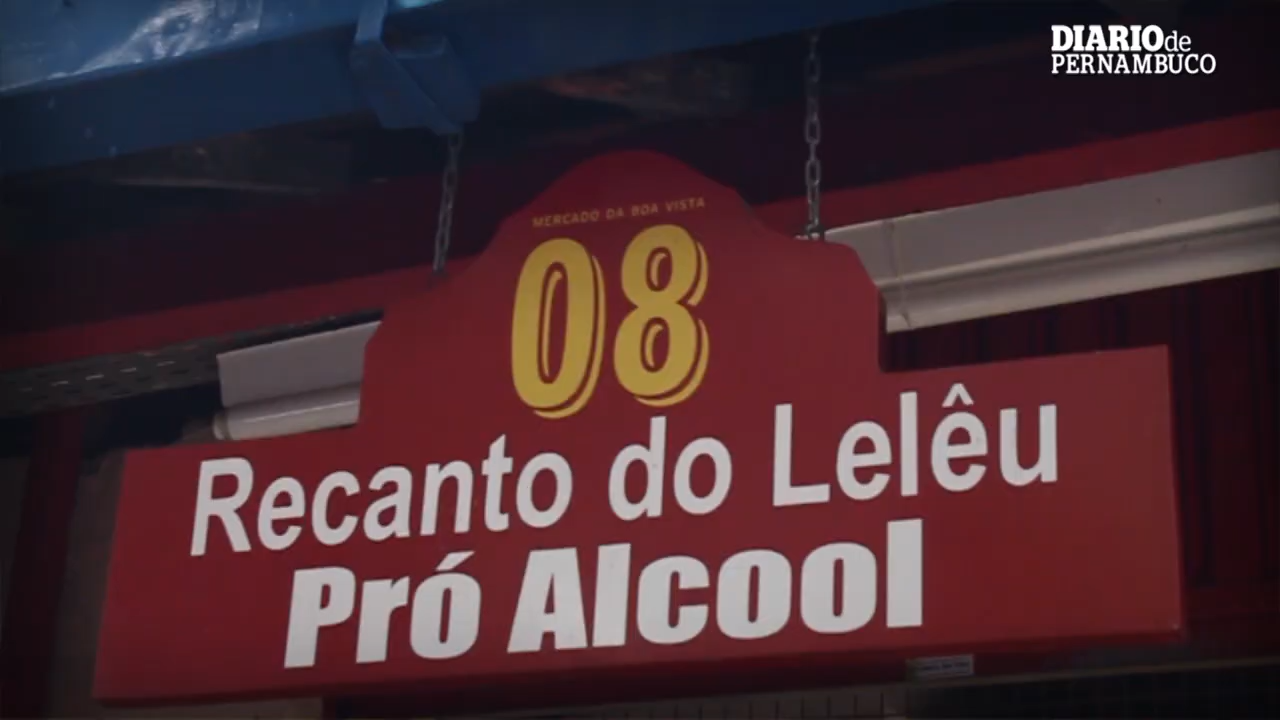 DIARIO de
PERNAMBUCO
MERCADO DA BOA VISTA
08
Recanto do Lelêu
Pró Alcool